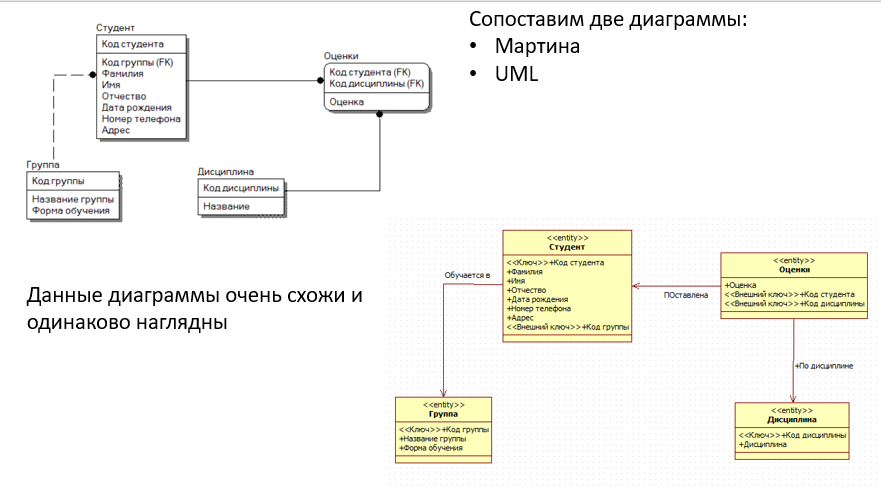 Сопоставим две диаграммы:
• Мартина
• UML
Студент
Код студента
Код группы (FK)
Фамилия
Имя
Отчество
Дата рождения
Номер телефона
Адрес
Оценки
Код студента (FK)
Код дисциплины (FK)
Оценка
Группа
Код группы
Название группы
Форма обучения
Дисциплина
Код дисциплины
Название
Данные диаграммы очень схожи и
одинаково наглядны
<<entity>>
Студент
<<Ключ>>+Код студента
+Фамилия
+Имя
+Отчество
+Дата рождения
+Номер телефона
+Адрес
<<Внешний ключ>>+Код группы
Обучается в
ПОставлена
<<entity>>
Оценки
+Оценка
<<Внешний ключ>>+Код студента
<<Внешний ключ>>+Код дисциплины
+По дисциплине
<<entity>>
Группа
<<Ключ>>+Код группы
+Название группы
+Форма обучения
<<entity>>
Дисциплина
<<Ключ>>+Код дисциплины
+Дисциплина